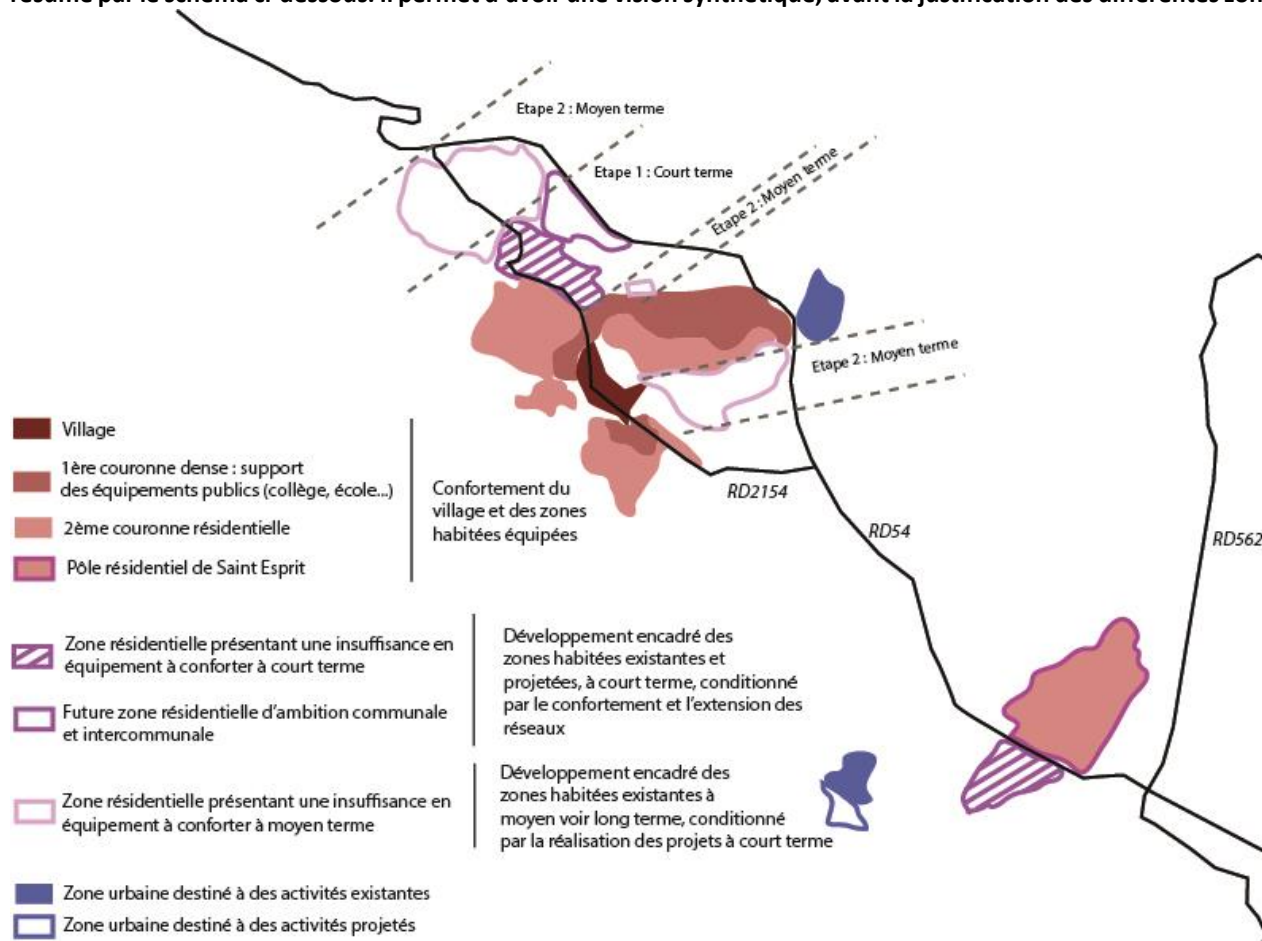 résumé par le schéma ci-dessous. Il permet d'avoir une vision synthétique, avant la justification des différentes
Etape 2 : Moyen terme
Etape 1 : Court terme
Etape 2 : Moyen terme
Etape 2 : Moyen terme
RD2154
RD54
RD562
Village
1ère couronne dense : support
des équipements publics (collège, école...)
2ème couronne résidentielle
Pôle résidentiel de Saint Esprit
Confortement du
village et des zones
habitées équipées
Zone résidentielle présentant une insuffisance en
équipement à conforter à court terme
Future zone résidentielle d'ambition communale
et intercommunale
Développement encadré des
zones habitées existantes et
projetées, à court terme, conditionné
par le confortement et l'extension des
réseaux
Zone résidentielle présentant une insuffisance en
équipement à conforter à moyen terme
Développement encadré des
zones habitées existantes à
moyen voir long terme, conditionné
par la réalisation des projets à court terme
Zone urbaine destiné à des activités existantes
Zone urbaine destiné à des activités projetés